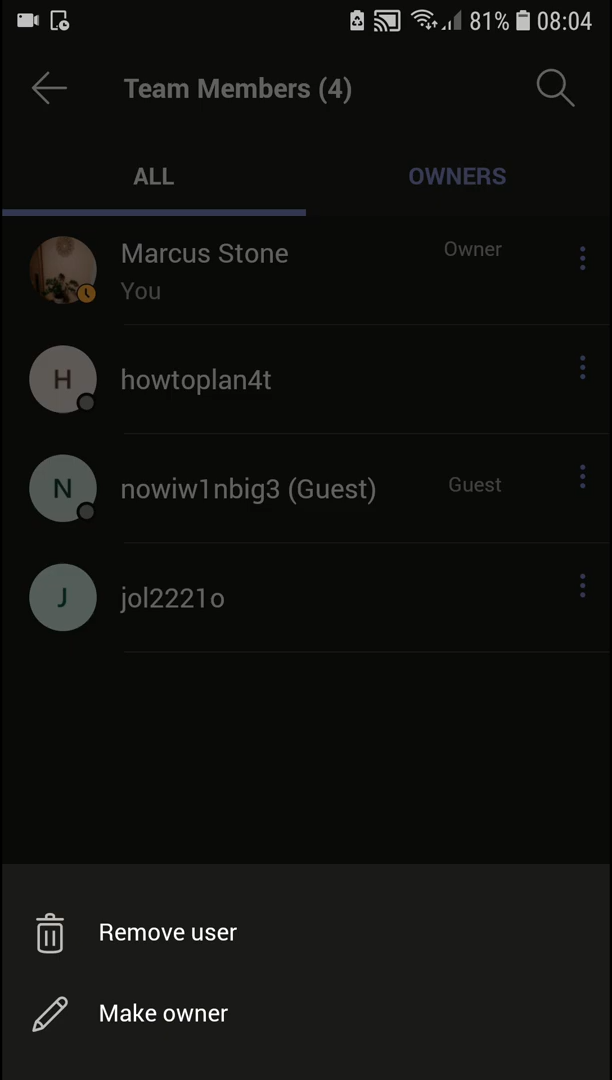 81% 08:04
Team Members (4)
ALL OWNERS
Marcus Stone Owner
You
H howtoplan4t
N nowiw1nbig3 (Guest) Guest
J jol2221o
Remove user
Make owner